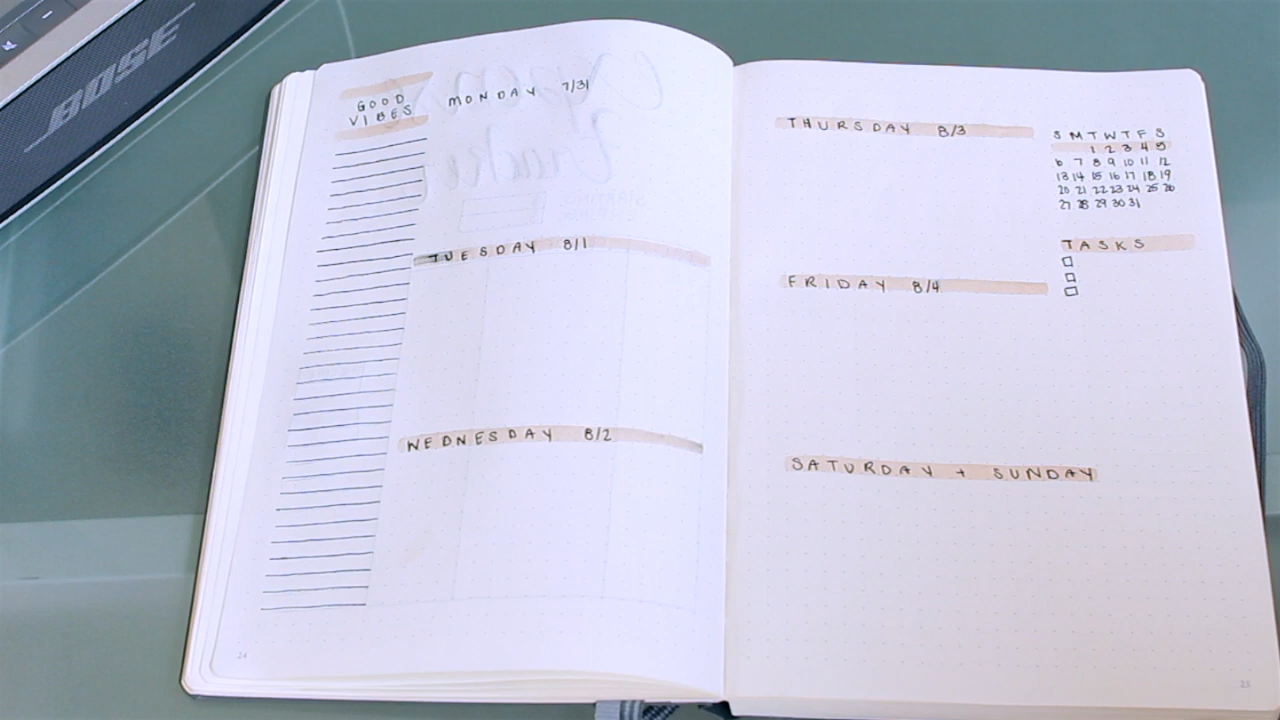 BOSE
GOOD
VIBES
MONDAY 7/31
TUESDAY 8/1
WEDNESDAY 8/2
24
THURSDAY 8/3
FRIDAY 8/4
SATURDAY + SUNDAY
S M T W T F S
1 2 3 4 5
6 7 8 9 10 11 12
13 14 15 16 17 18 19
20 21 22 23 24 25 26
27 28 29 30 31
TASKS